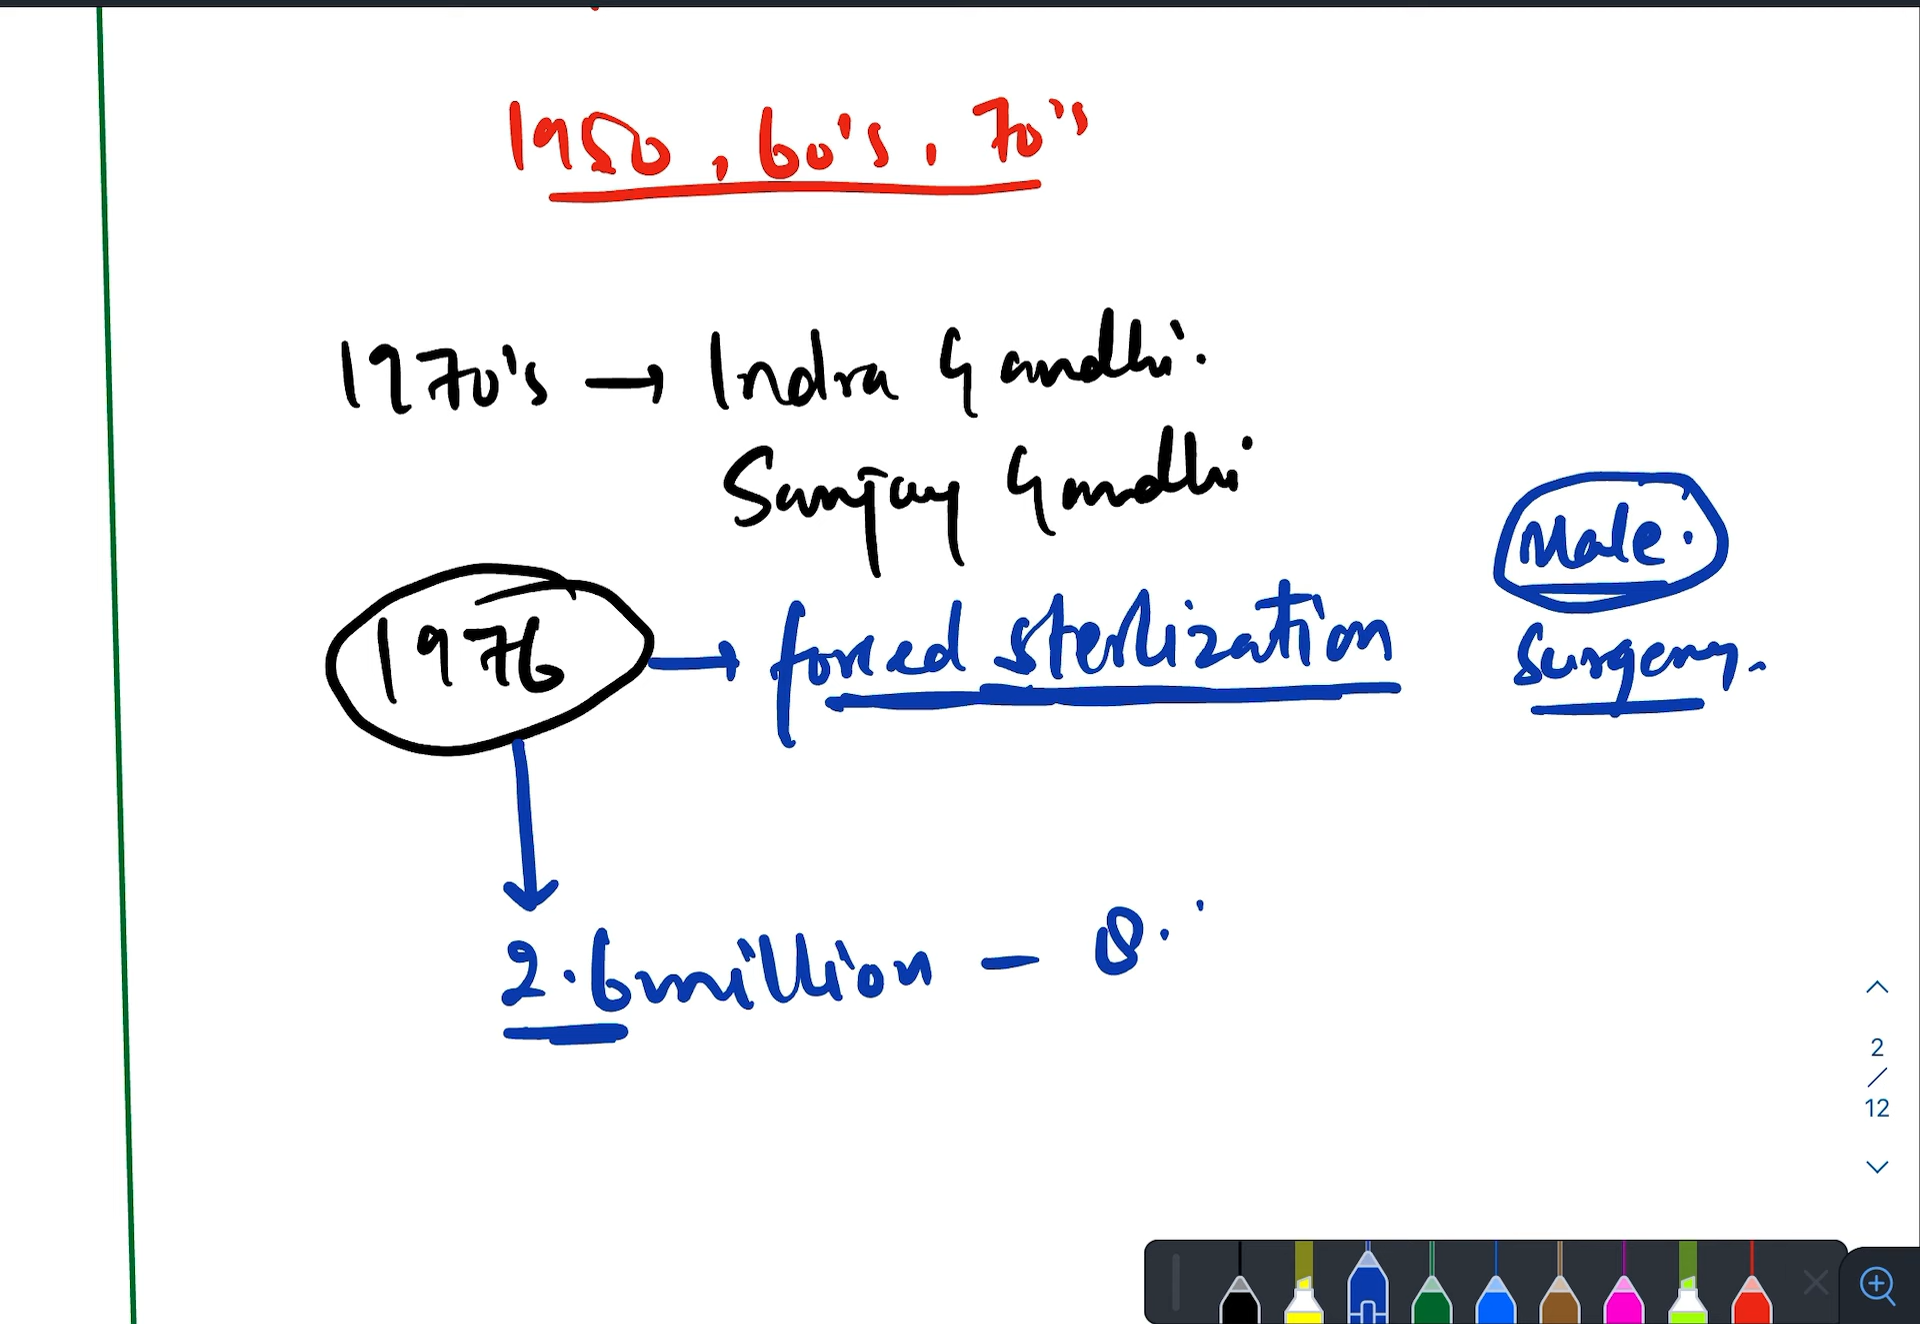 1950, 60's, 70's
1970's → Indra Gandhi.
Sanjay Gandhi
Male.
1976 → forced sterlization
Surgery.
2.6million - 8.
2
/
12